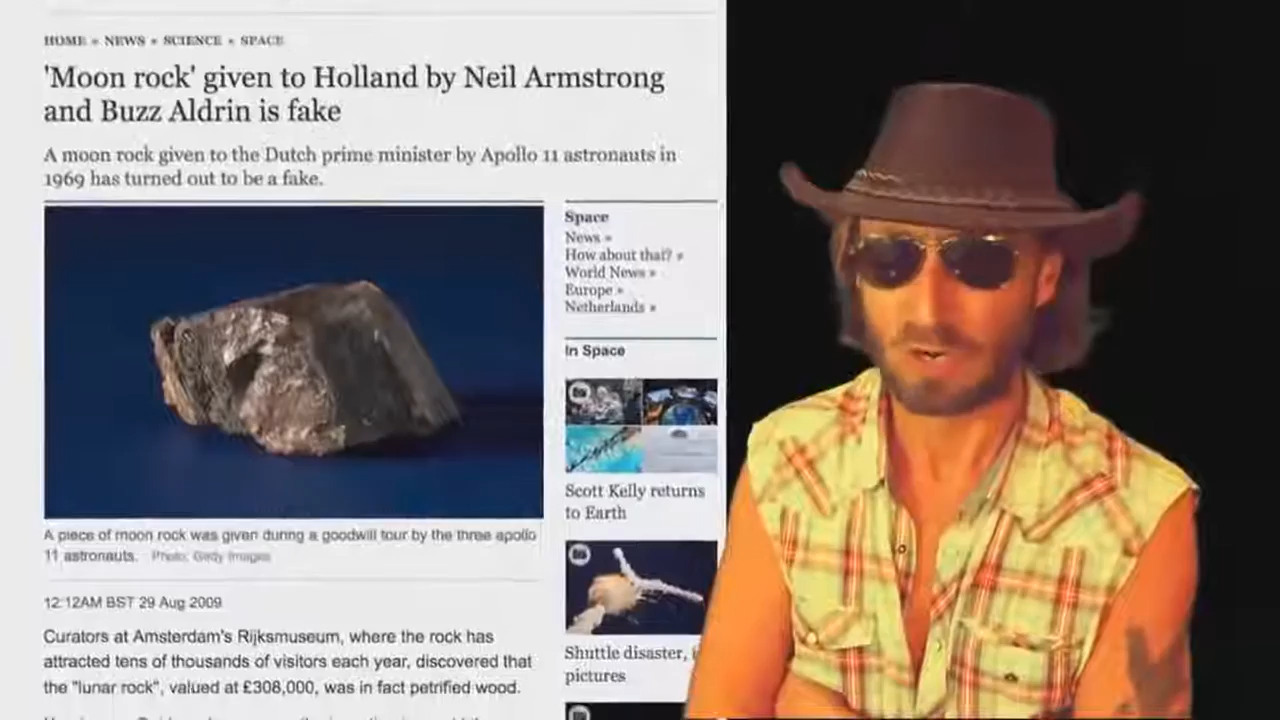 HOME » NEWS » SCIENCE » SPACE
'Moon rock' given to Holland by Neil Armstrong
and Buzz Aldrin is fake
A moon rock given to the Dutch prime minister by Apollo 11 astronauts in
1969 has turned out to be a fake.
A piece of moon rock was given during a goodwill tour by the three apollo
11 astronauts. Photo: Getty Images
12:12AM BST 29 Aug 2009
Curators at Amsterdam's Rijksmuseum, where the rock has
attracted tens of thousands of visitors each year, discovered that
the "lunar rock", valued at £308,000, was in fact petrified wood.
Space
News »
How about that? »
World News »
Europe »
Netherlands »
In Space
Scott Kelly returns
to Earth
Shuttle disaster,
pictures